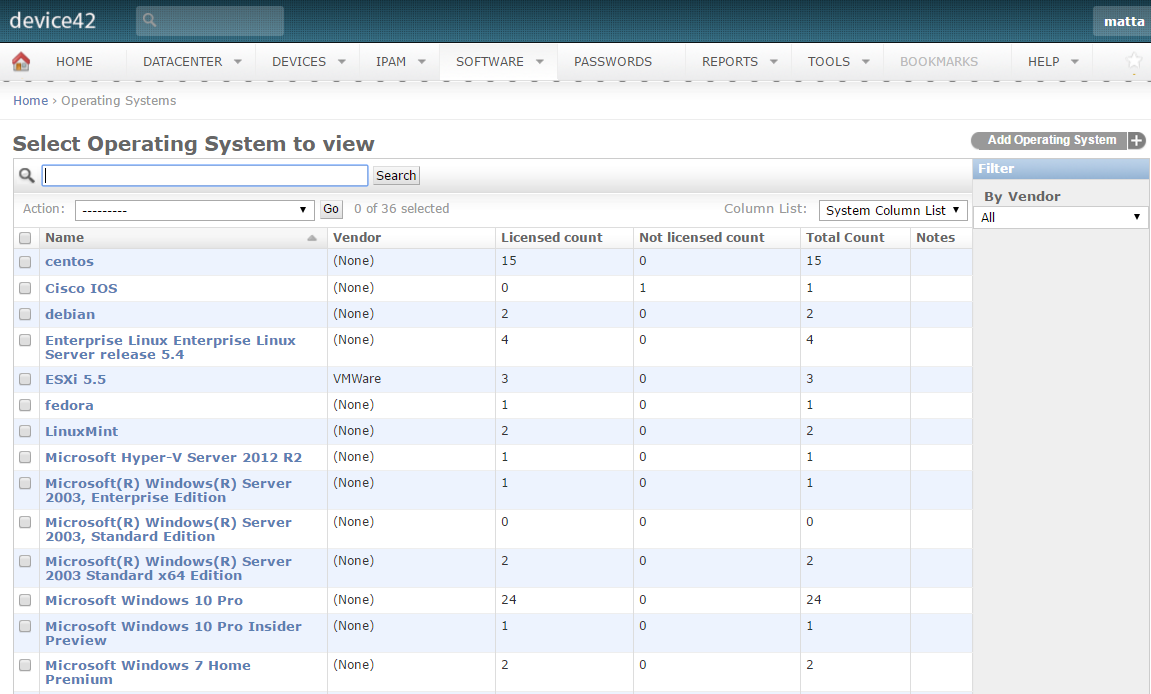 device42
matta
HOME DATACENTER DEVICES IPAM SOFTWARE PASSWORDS REPORTS TOOLS BOOKMARKS HELP
Home › Operating Systems
Select Operating System to view
Add Operating System
Search
Filter
By Vendor
All
Action: --------- Go 0 of 36 selected Column List: System Column List
Name Vendor Licensed count Not licensed count Total Count Notes
centos (None) 15 0 15
Cisco IOS (None) 0 1 1
debian (None) 2 0 2
Enterprise Linux Enterprise Linux (None) 4 0 4
Server release 5.4
ESXi 5.5 VMWare 3 0 3
fedora (None) 1 0 1
LinuxMint (None) 2 0 2
Microsoft Hyper-V Server 2012 R2 (None) 1 0 1
Microsoft(R) Windows(R) Server (None) 1 0 1
2003, Enterprise Edition
Microsoft(R) Windows(R) Server (None) 0 0 0
2003, Standard Edition
Microsoft(R) Windows(R) Server (None) 2 0 2
2003 Standard x64 Edition
Microsoft Windows 10 Pro (None) 24 0 24
Microsoft Windows 10 Pro Insider (None) 1 0 1
Preview
Microsoft Windows 7 Home (None) 2 0 2
Premium